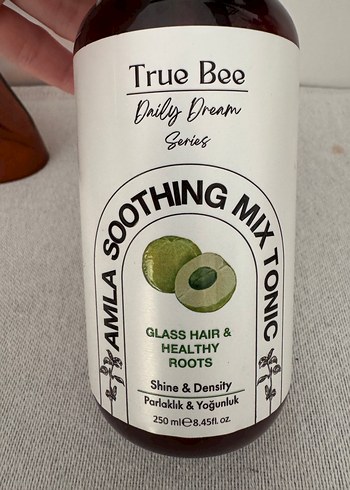 True Bee
Daily Dream
Series
AMLA SOOTHING MIX TONIC
GLASS HAIR &
HEALTHY
ROOTS
Shine & Density
Parlaklık & Yoğunluk
250 ml℮8.45fl. oz.